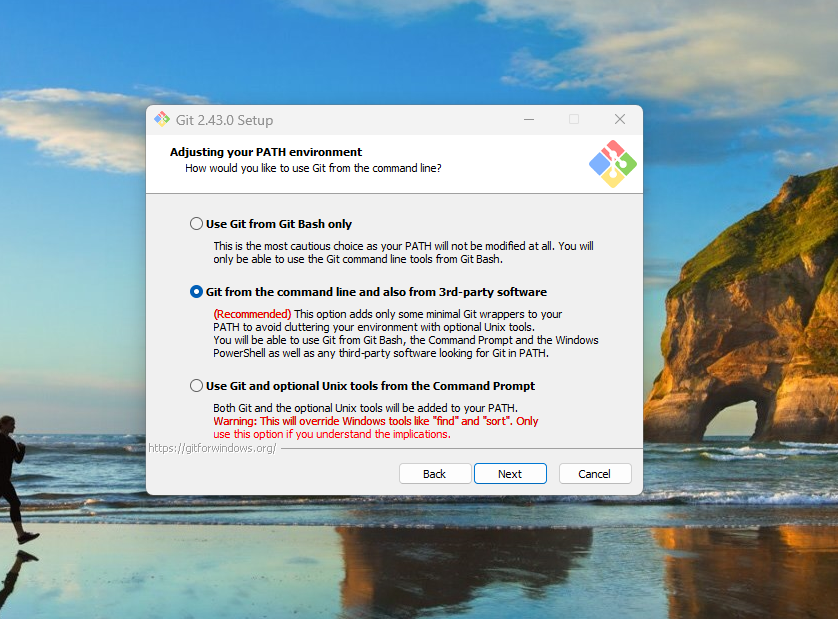 Git 2.43.0 Setup
Adjusting your PATH environment
How would you like to use Git from the command line?
Use Git from Git Bash only
This is the most cautious choice as your PATH will not be modified at all. You will
only be able to use the Git command line tools from Git Bash.
Git from the command line and also from 3rd-party software
(Recommended) This option adds only some minimal Git wrappers to your
PATH to avoid cluttering your environment with optional Unix tools.
You will be able to use Git from Git Bash, the Command Prompt and the Windows
PowerShell as well as any third-party software looking for Git in PATH.
Use Git and optional Unix tools from the Command Prompt
Both Git and the optional Unix tools will be added to your PATH.
Warning: This will override Windows tools like "find" and "sort". Only
use this option if you understand the implications.
https://gitforwindows.org/
Back Next Cancel